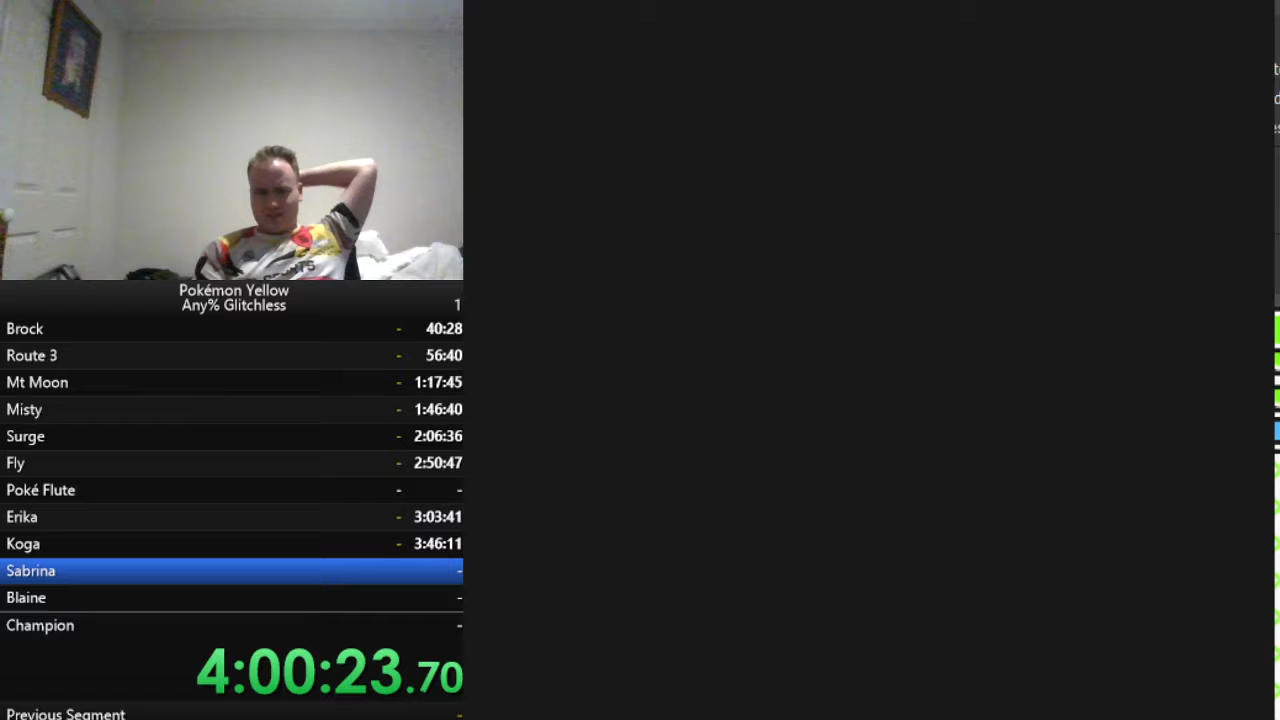 Pokémon Yellow
Any% Glitchless 1
Brock - 40:28
Route 3 - 56:40
Mt Moon - 1:17:45
Misty - 1:46:40
Surge - 2:06:36
Fly - 2:50:47
Poké Flute - -
Erika - 3:03:41
Koga - 3:46:11
Sabrina -
Blaine -
Champion -
4:00:23.70
Previous Segment -